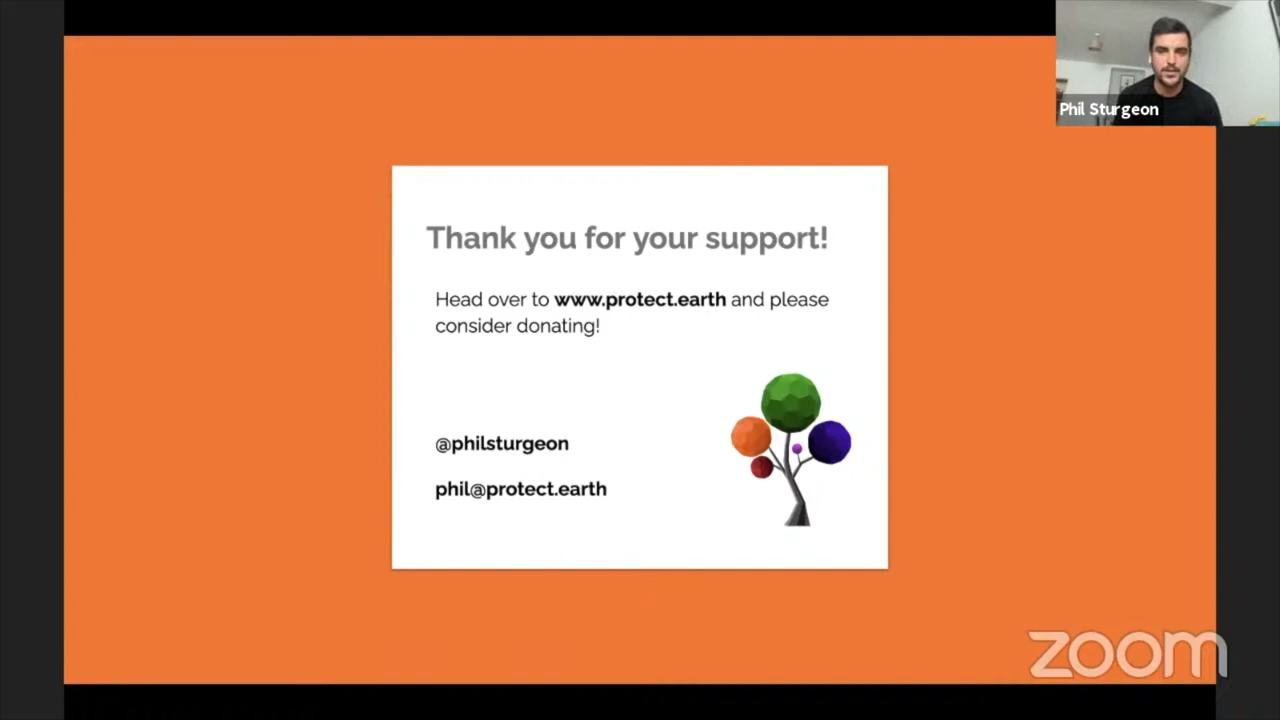 Phil Sturgeon
Thank you for your support!
Head over to www.protect.earth and please
consider donating!
@philsturgeon
phil@protect.earth
zoom